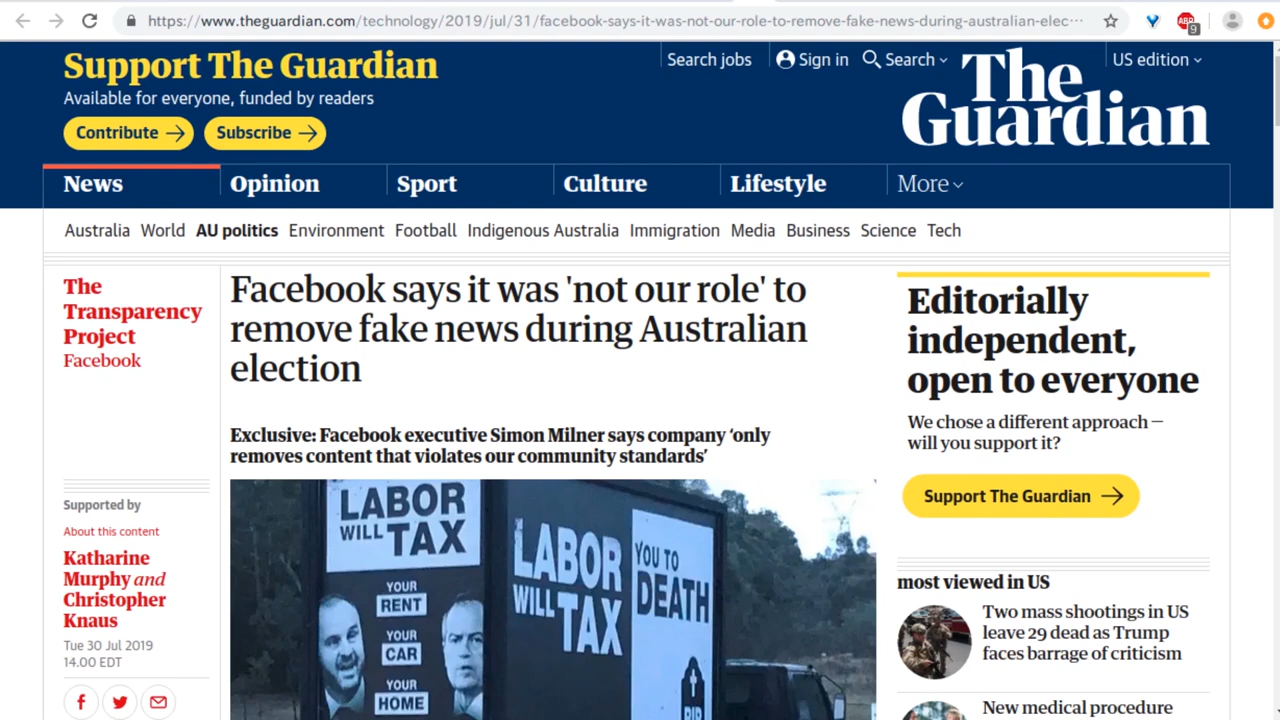 https://www.theguardian.com/technology/2019/jul/31/facebook-says-it-was-not-our-role-to-remove-fake-news-during-australian-elec···
ABP
9
Support The Guardian
Available for everyone, funded by readers
Contribute
Subscribe
Search jobs
Sign in
Search
US edition
The
Guardian
News
Opinion
Sport
Culture
Lifestyle
More
Australia World AU politics Environment Football Indigenous Australia Immigration Media Business Science Tech
The
Transparency
Project
Facebook
Facebook says it was 'not our role' to
remove fake news during Australian
election
Exclusive: Facebook executive Simon Milner says company ‘only
removes content that violates our community standards’
Supported by
About this content
Katharine
Murphy and
Christopher
Knaus
Tue 30 Jul 2019
14.00 EDT
LABOR
WILL TAX
YOUR
RENT
YOUR
CAR
YOUR
HOME
LABOR
WILL
TAX
YOU TO
DEATH
RIP
Editorially
independent,
open to everyone
We chose a different approach —
will you support it?
Support The Guardian
most viewed in US
Two mass shootings in US
leave 29 dead as Trump
faces barrage of criticism
New medical procedure